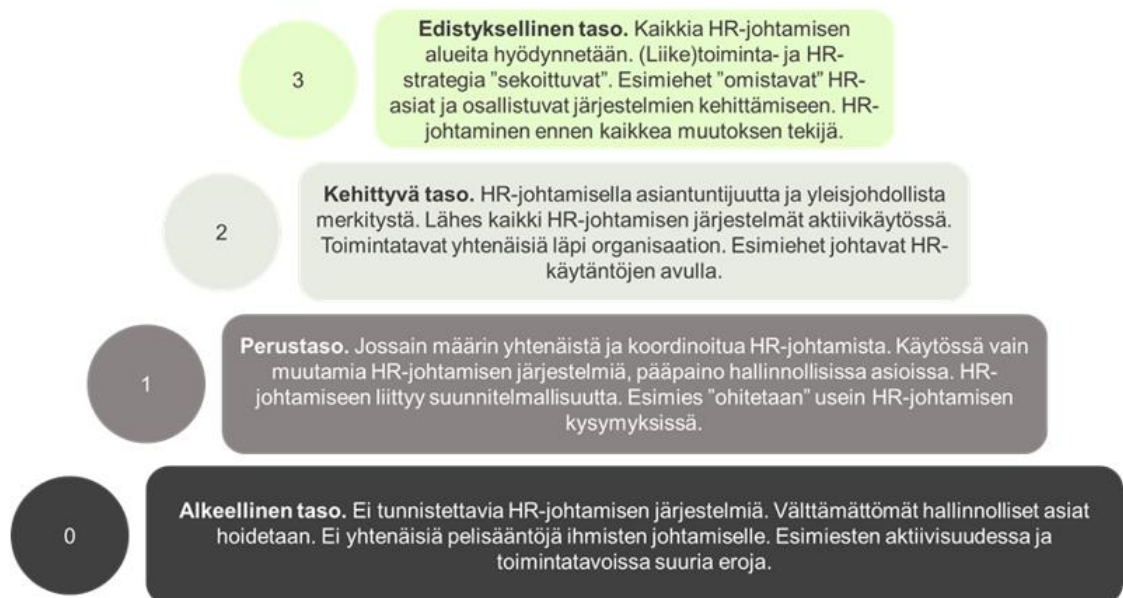 3
Edistyksellinen taso. Kaikkia HR-johtamisen
alueita hyödynnetään. (Liike)toiminta- ja HR-
strategia ”sekoittuvat”. Esimiehet ”omistavat” HR-
asiat ja osallistuvat järjestelmien kehittämiseen. HR-
johtaminen ennen kaikkea muutoksen tekijä.
2
Kehittyvä taso. HR-johtamisella asiantuntijuutta ja yleisjohdollista
merkitystä. Lähes kaikki HR-johtamisen järjestelmät aktiivikäytössä.
Toimintatavat yhtenäisiä läpi organisaation. Esimiehet johtavat HR-
käytäntöjen avulla.
1
Perustaso. Jossain määrin yhtenäistä ja koordinoitua HR-johtamista. Käytössä vain
muutamia HR-johtamisen järjestelmiä, pääpaino hallinnollisissa asioissa. HR-
johtamiseen liittyy suunnitelmallisuutta. Esimies ”ohitetaan” usein HR-johtamisen
kysymyksissä.
0
Alkeellinen taso. Ei tunnistettavia HR-johtamisen järjestelmiä. Välttämättömät hallinnolliset asiat
hoidetaan. Ei yhtenäisiä pelisääntöjä ihmisten johtamiselle. Esimiesten aktiivisuudessa ja
toimintatavoissa suuria eroja.